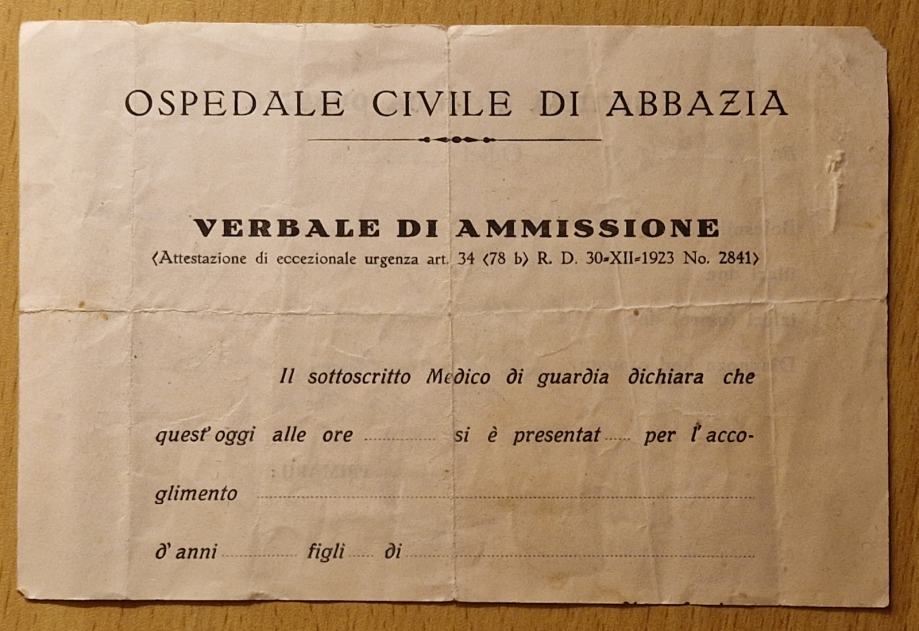 OSPEDALE CIVILE DI ABBAZIA
VERBALE DI AMMISSIONE
(Attestazione di eccezionale urgenza art. 34 (78 b) R. D. 30-XII-1923 No. 2841)
Il sottoscritto Medico di guardia dichiara che
quest'oggi alle ore ............ si è presentat..... per l'acco-
glimento ............
d'anni ............ figli ..... di ............